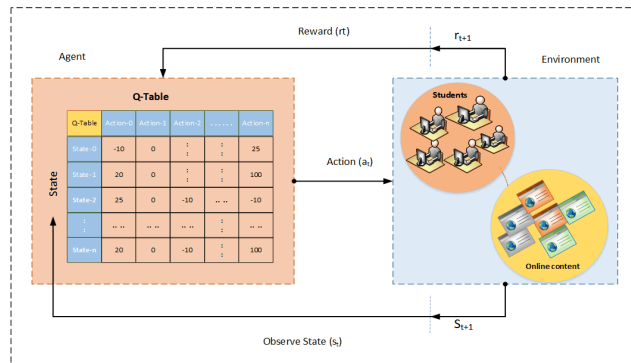 Reward (rt)
r t+1
Agent
Environment
Q-Table
Q-Table Action-0 Action-1 Action-2 ...... Action-n
State-0 -10 0 : : 25
State-1 20 0 : : 100
State-2 25 0 -10 .. .. -10
: .. .. .. .. .. .. : .. ..
State-n 20 0 -10 : 100
State
Action (at)
Students
Online content
S t+1
Observe State (st)